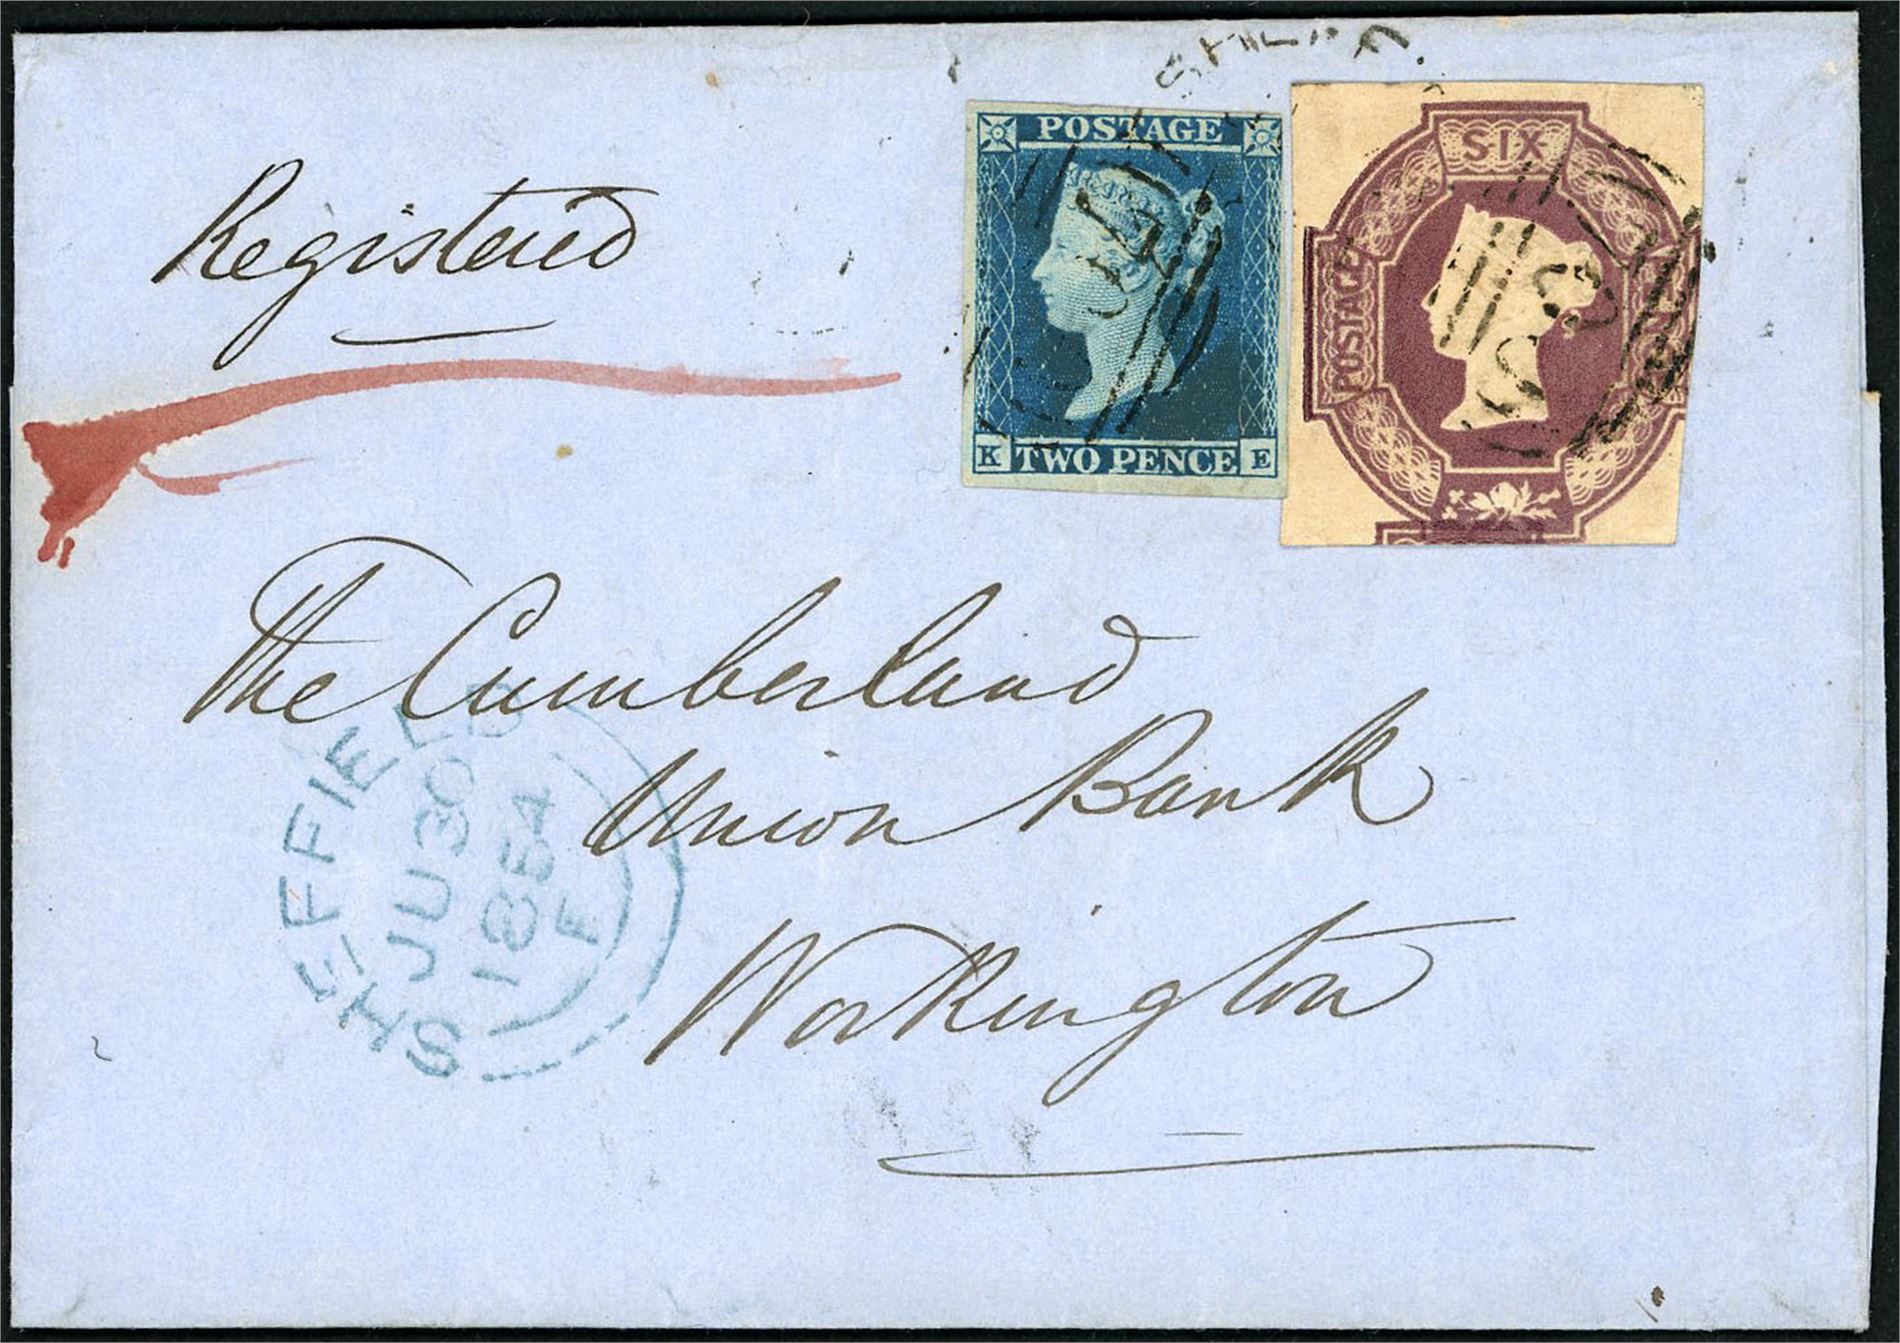 Registered
POSTAGE
K TWO PENCE E
SIX
POSTAGE
The Cumberland
Union Bank
Workington
SHEFFIELD
JU 30
1854
E